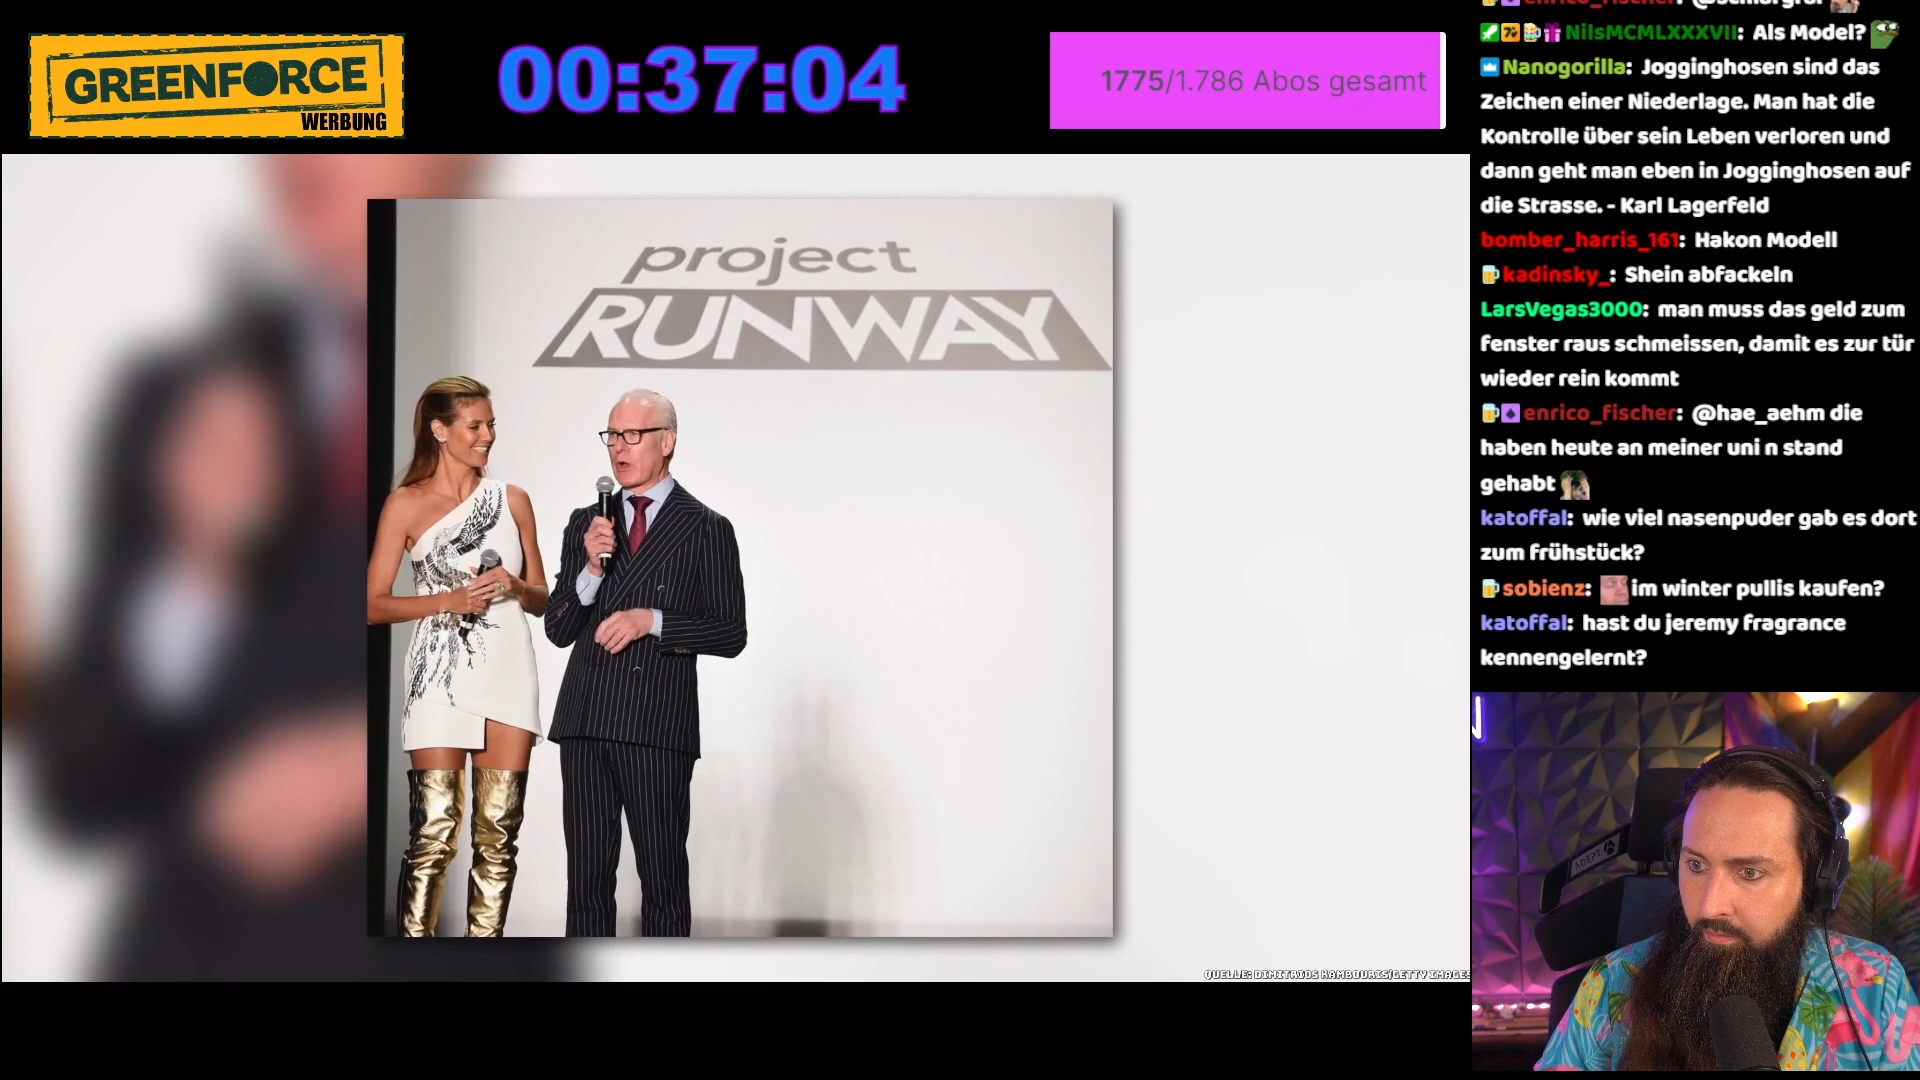 GREENFORCE
WERBUNG
00:37:04
1775/1.786 Abos gesamt
project
RUNWAY
QUELLE: DIMITRIOS KAMBOURIS/GETTY IMAGES
enrico_fischer:
NilsMCMLXXXVII: Als Model?
Nanogorilla: Jogginghosen sind das
Zeichen einer Niederlage. Man hat die
Kontrolle über sein Leben verloren und
dann geht man eben in Jogginghosen auf
die Strasse. - Karl Lagerfeld
bomber_harris_161: Hakon Modell
kadinsky_: Shein abfackeln
LarsVegas3000: man muss das geld zum
fenster raus schmeissen, damit es zur tür
wieder rein kommt
enrico_fischer: @hae_aehm die
haben heute an meiner uni n stand
gehabt
katoffal: wie viel nasenpuder gab es dort
zum frühstück?
sobienz: im winter pullis kaufen?
katoffal: hast du jeremy fragrance
kennengelernt?
ADEPT